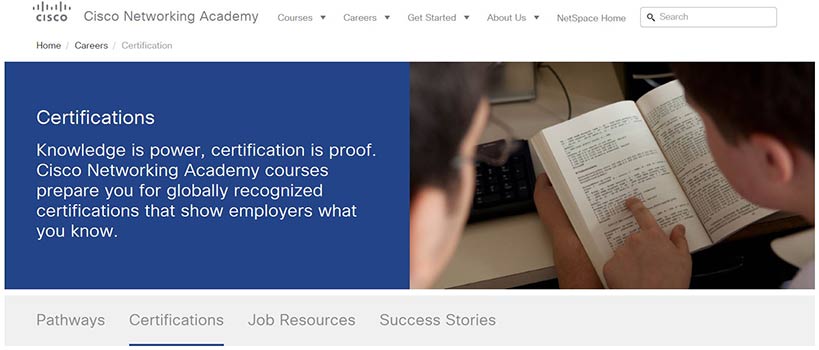 CISCO Cisco Networking Academy Courses Careers Get Started About Us NetSpace Home Search
Home / Careers / Certification
Certifications
Knowledge is power, certification is proof.
Cisco Networking Academy courses
prepare you for globally recognized
certifications that show employers what
you know.
Pathways Certifications Job Resources Success Stories